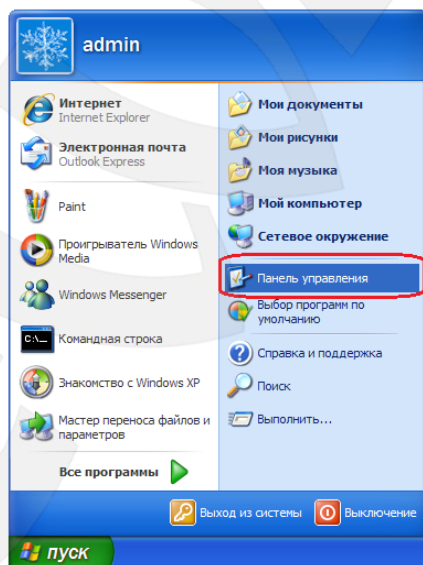 admin
Интернет
Internet Explorer
Электронная почта
Outlook Express
Paint
Проигрыватель Windows
Media
Windows Messenger
C:\_
Командная строка
Знакомство с Windows XP
Мастер переноса файлов и
параметров
Все программы
Мои документы
Мои рисунки
Моя музыка
Мой компьютер
Сетевое окружение
Панель управления
Выбор программ по
умолчанию
Справка и поддержка
Поиск
Выполнить...
Выход из системы
Выключение
пуск